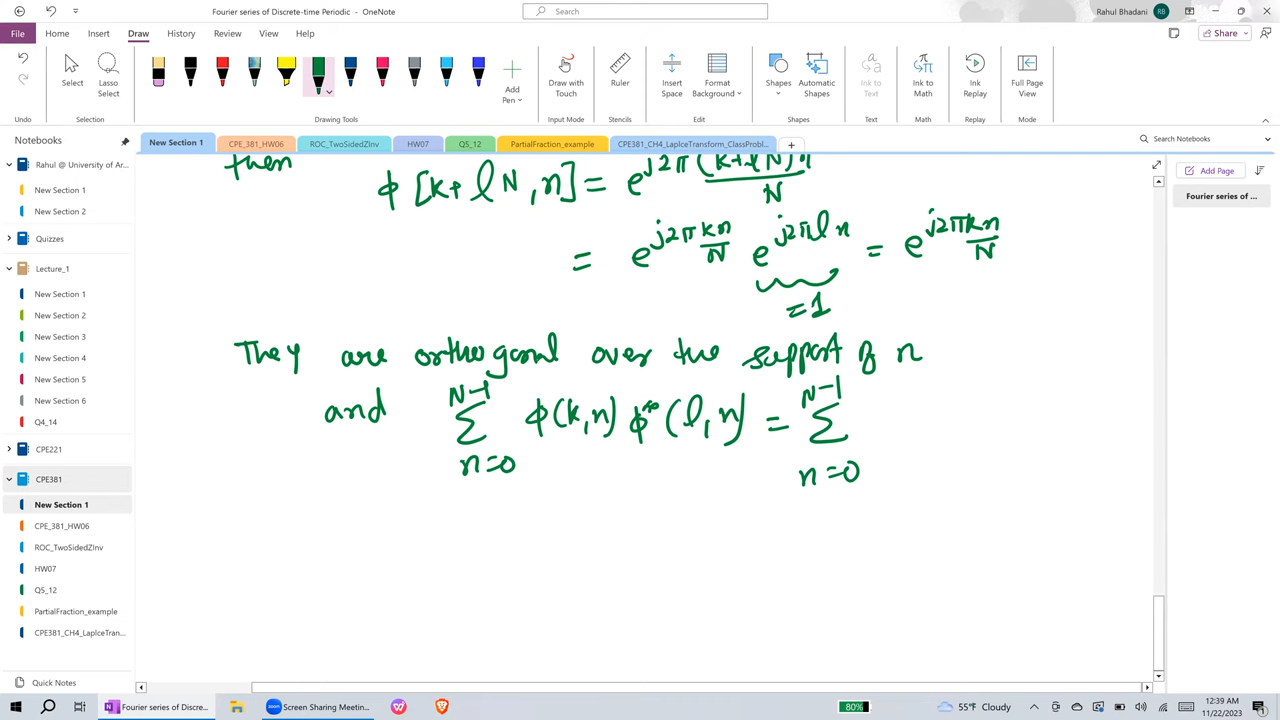 Fourier series of Discrete-time Periodic - OneNote
Search
Rahul Bhadani RB
File Home Insert Draw History Review View Help
Share
Select
Lasso Select
Add Pen
Draw with Touch
Ruler
Insert Space
Format Background
Shapes
Automatic Shapes
Ink to Text
Ink to Math
Ink Replay
Full Page View
Undo Selection Drawing Tools Input Mode Stencils Edit Shapes Text Math Replay Mode
Notebooks
New Section 1 CPE_381_HW06 ROC_TwoSidedZInv HW07 Q5_12 PartialFraction_example CPE381_CH4_LaplceTransform_ClassProbl...
Search Notebooks
Add Page
Fourier series of ...
Rahul @ University of Ar...
New Section 1
New Section 2
Quizzes
Lecture_1
New Section 1
New Section 2
New Section 3
New Section 4
New Section 5
New Section 6
Q4_14
CPE221
CPE381
New Section 1
CPE_381_HW06
ROC_TwoSidedZInv
HW07
Q5_12
PartialFraction_example
CPE381_CH4_LaplceTran...
Quick Notes
then
ϕ[k+lN,n] = e^{j2π(k+lN)n/N}
= e^{j2πkn/N} e^{j2πln} = e^{j2πkn/N}
=1
They are orthogonal over the support of n
and ∑_{n=0}^{N-1} ϕ(k,n) ϕ*(l,n) = ∑_{n=0}^{N-1}
Fourier series of Discre...
Screen Sharing Meetin...
80%
55°F Cloudy
12:39 AM
11/22/2023